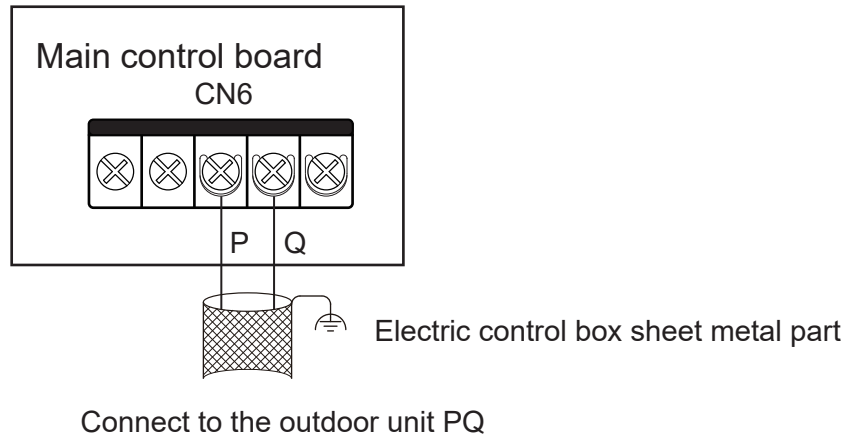 Main control board
CN6
P Q
Electric control box sheet metal part
Connect to the outdoor unit PQ